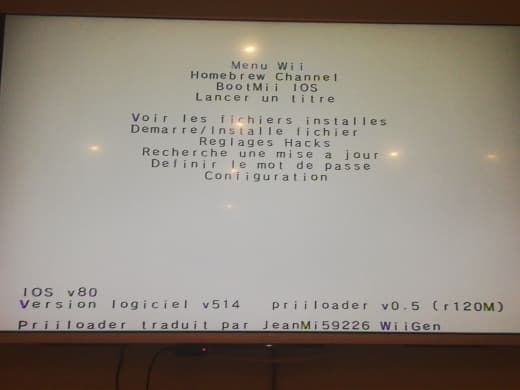 Menu Wii
Homebrew Channel
BootMii IOS
Lancer un titre
Voir les fichiers installes
Demarre/Installe fichier
Reglages Hacks
Recherche une mise a jour
Definir le mot de passe
Configuration
IOS v80
Version logiciel v514 priiloader v0.5 (r120M)
Priiloader traduit par JeanMi59226 WiiGen